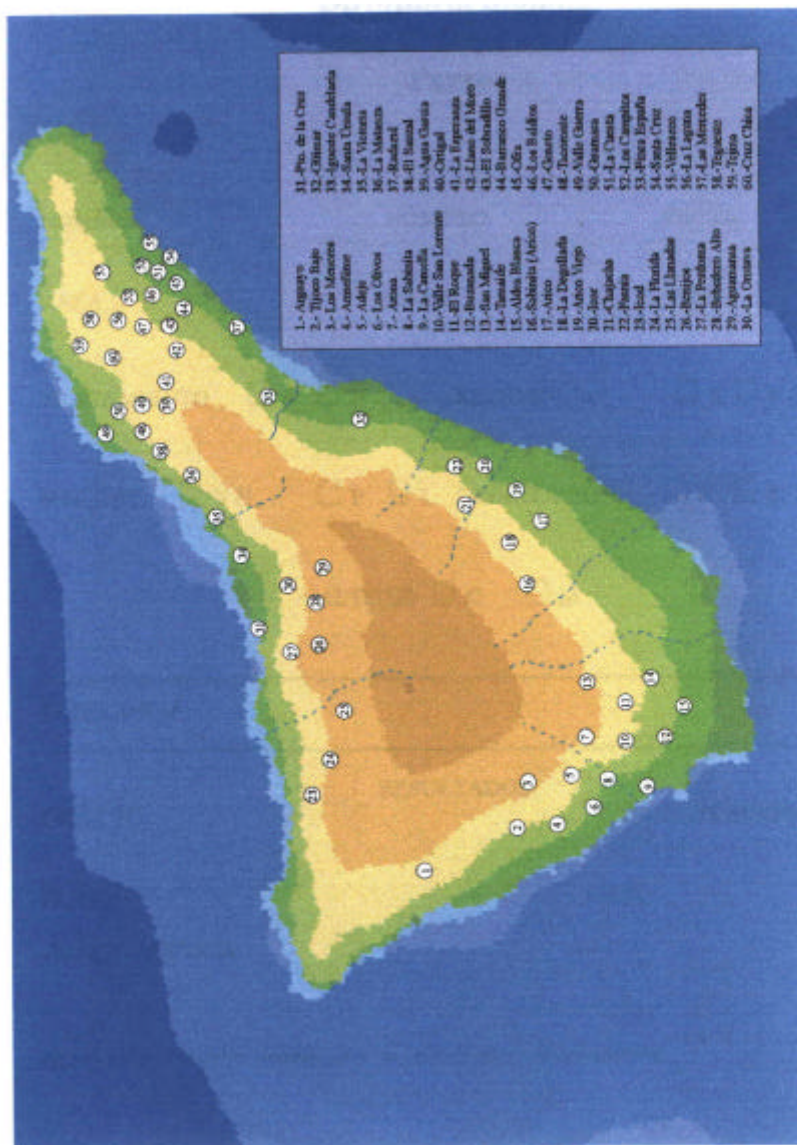 1.- Arguayo
2.- Tijoco Bajo
3.- Los Menores
4.- Armeñime
5.- Adeje
6.- Los Olivos
7.- Arona
8.- La Sabinita
9.- La Camella
10.-Valle San Lorenzo
11.-El Roque
12.-Buzanada
13.-San Miguel
14.-Tamaide
15.-Aldea Blanca
16.-Sabinita (Arico)
17.-Arico
18.-La Degollada
19.-Arico Viejo
20.-Icor
21.-Chajaña
22.-Fasnia
23.-Icod
24.-La Florida
25.-Las Llanadas
26.-Benijos
27.-La Perdoma
28.-Bebedero Alto
29.-Aguamansa
30.-La Orotava
31.-Pto. de la Cruz
32.-Güímar
33.-Igueste Candelaria
34.-Santa Ursula
35.-La Victoria
36.-La Matanza
37.-Radazul
38.-El Sauzal
39.-Agua García
40.-Ortigal
41.-La Esperanza
42.-Llano del Moro
43.-El Sobradillo
44.-Barranco Grande
45.-Ofra
46.-Los Baldíos
47.-Guajara
48.-Tacoronte
49.-Valle Guerra
50.-Guamasa
51.-La Cuesta
52.-Los Campitos
53.-Finca España
54.-Santa Cruz
55.-Valleseco
56.-La Laguna
57.-Las Mercedes
58.-Tegueste
59.-Tejina
60.-Cruz Chica